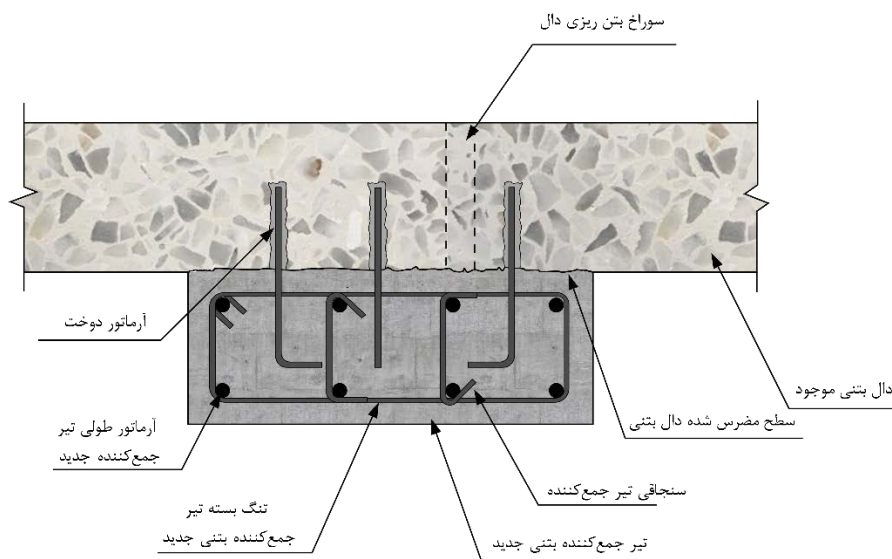 سوراخ بتن ریزی دال
آرماتور دوخت
دال بتنی موجود
سطح مضرس شده دال بتنی
آرماتور طولی تیر
جمع‌کننده جدید
سنجاقی تیر جمع‌کننده
تنگ بسته تیر
جمع‌کننده بتنی جدید
تیر جمع‌کننده بتنی جدید